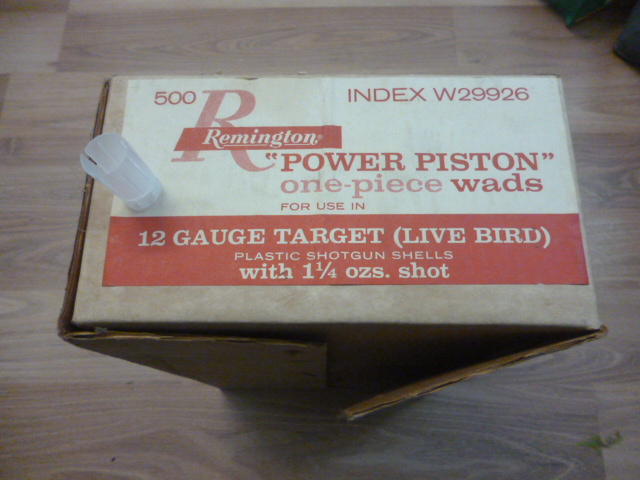 500 INDEX W29926
R
Remington®
"POWER PISTON"
one-piece wads
FOR USE IN
12 GAUGE TARGET (LIVE BIRD)
PLASTIC SHOTGUN SHELLS
with 1¼ ozs. shot